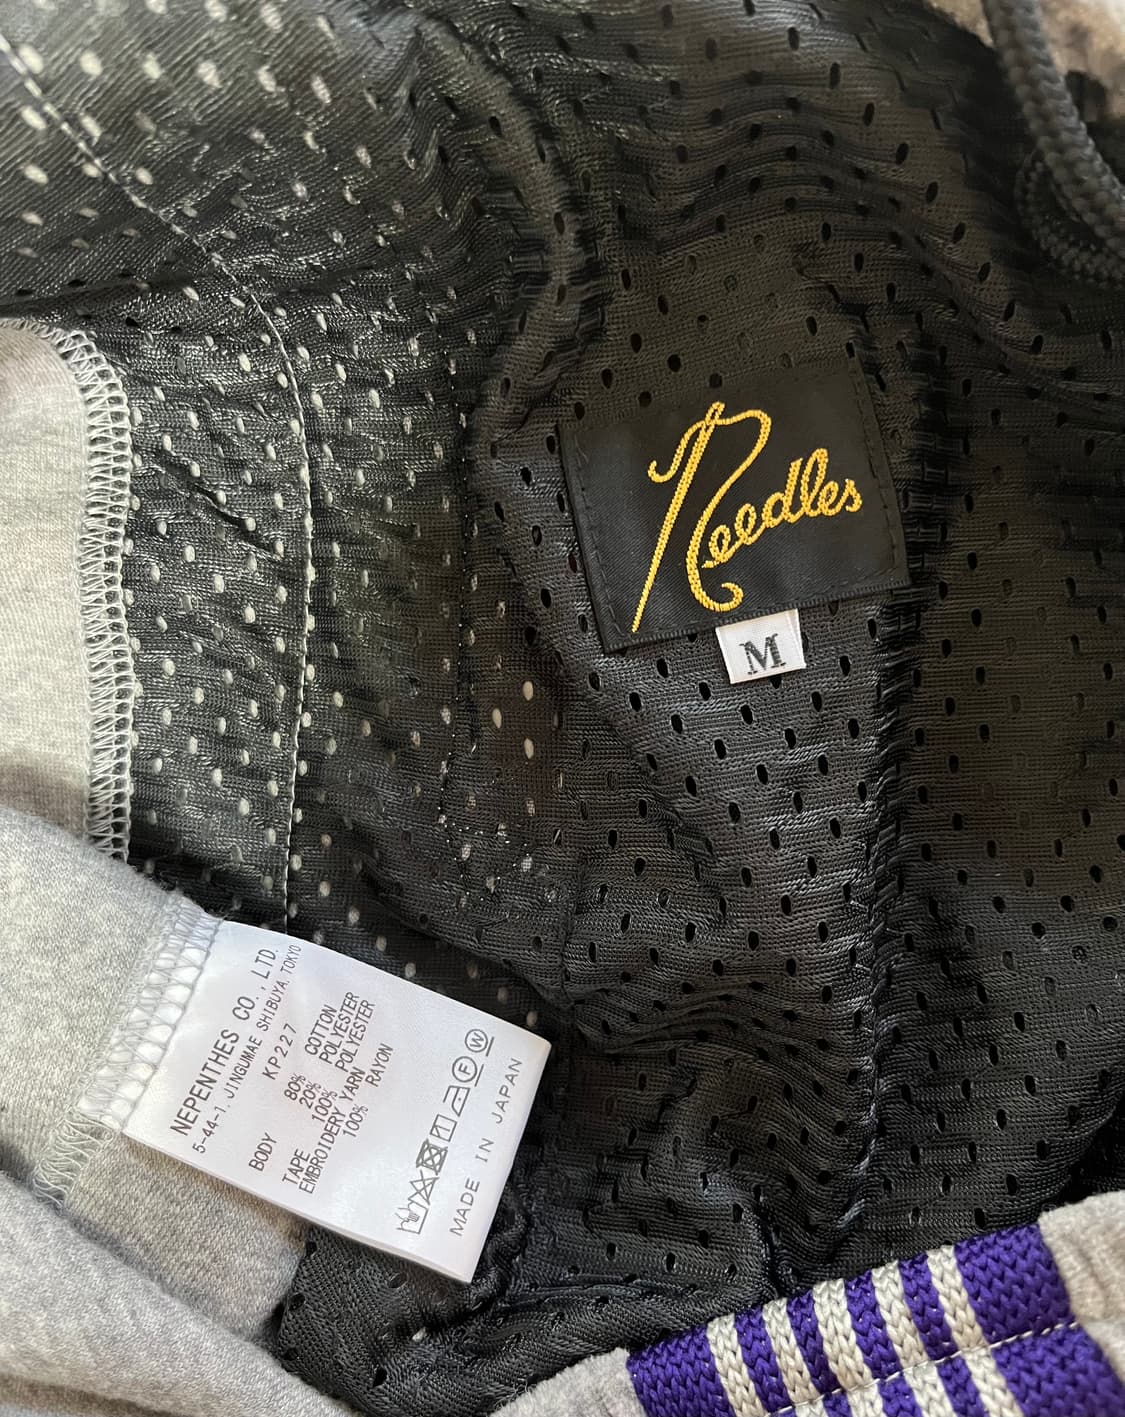 Needles
M
NEPENTHES CO., LTD.
5-44-1, JINGUMAE SHIBUYA, TOKYO
KP227
BODY 80% COTTON
20% POLYESTER
TAPE 100% POLYESTER
EMBROIDERY YARN
100% RAYON
F W
MADE IN JAPAN